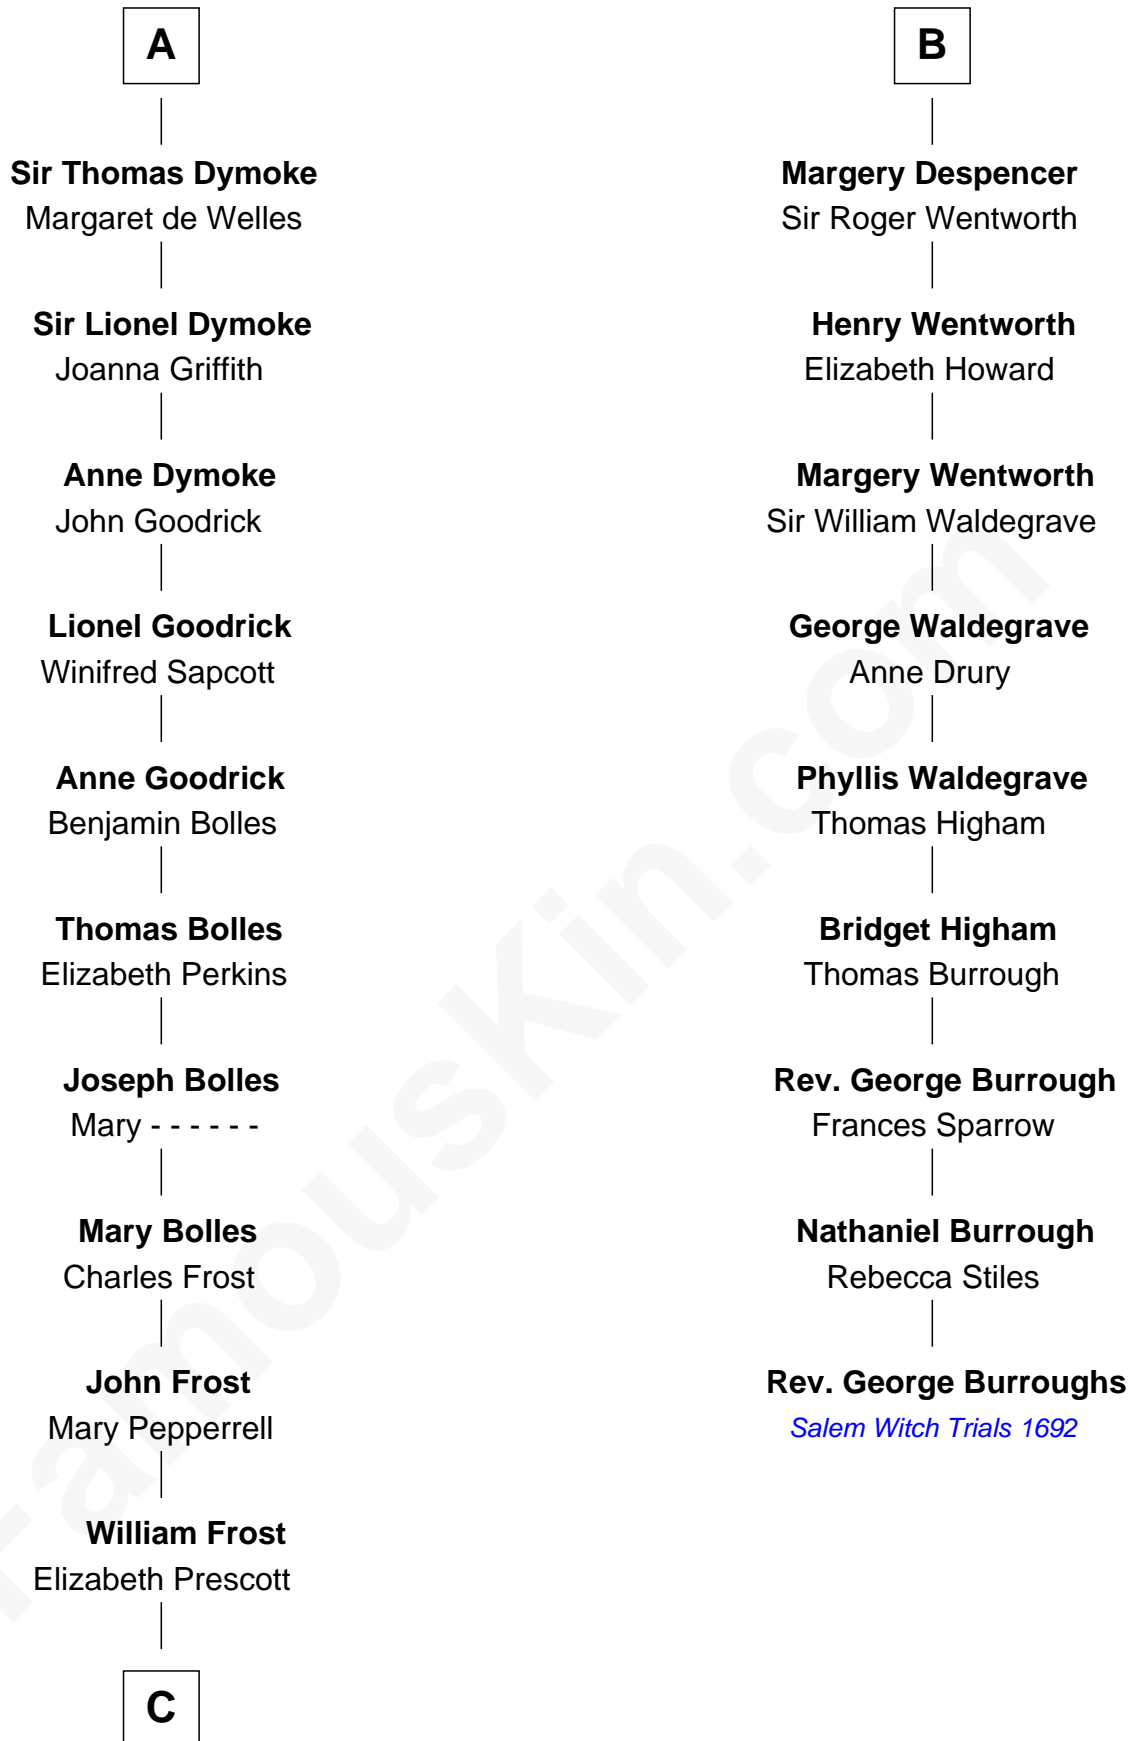 A
Sir Thomas Dymoke
Margaret de Welles
Sir Lionel Dymoke
Joanna Griffith
Anne Dymoke
John Goodrick
Lionel Goodrick
Winifred Sapcott
Anne Goodrick
Benjamin Bolles
Thomas Bolles
Elizabeth Perkins
Joseph Bolles
Mary - - - - - -
Mary Bolles
Charles Frost
John Frost
Mary Pepperrell
William Frost
Elizabeth Prescott
C
B
Margery Despencer
Sir Roger Wentworth
Henry Wentworth
Elizabeth Howard
Margery Wentworth
Sir William Waldegrave
George Waldegrave
Anne Drury
Phyllis Waldegrave
Thomas Higham
Bridget Higham
Thomas Burrough
Rev. George Burrough
Frances Sparrow
Nathaniel Burrough
Rebecca Stiles
Rev. George Burroughs
Salem Witch Trials 1692
FamousKin.com